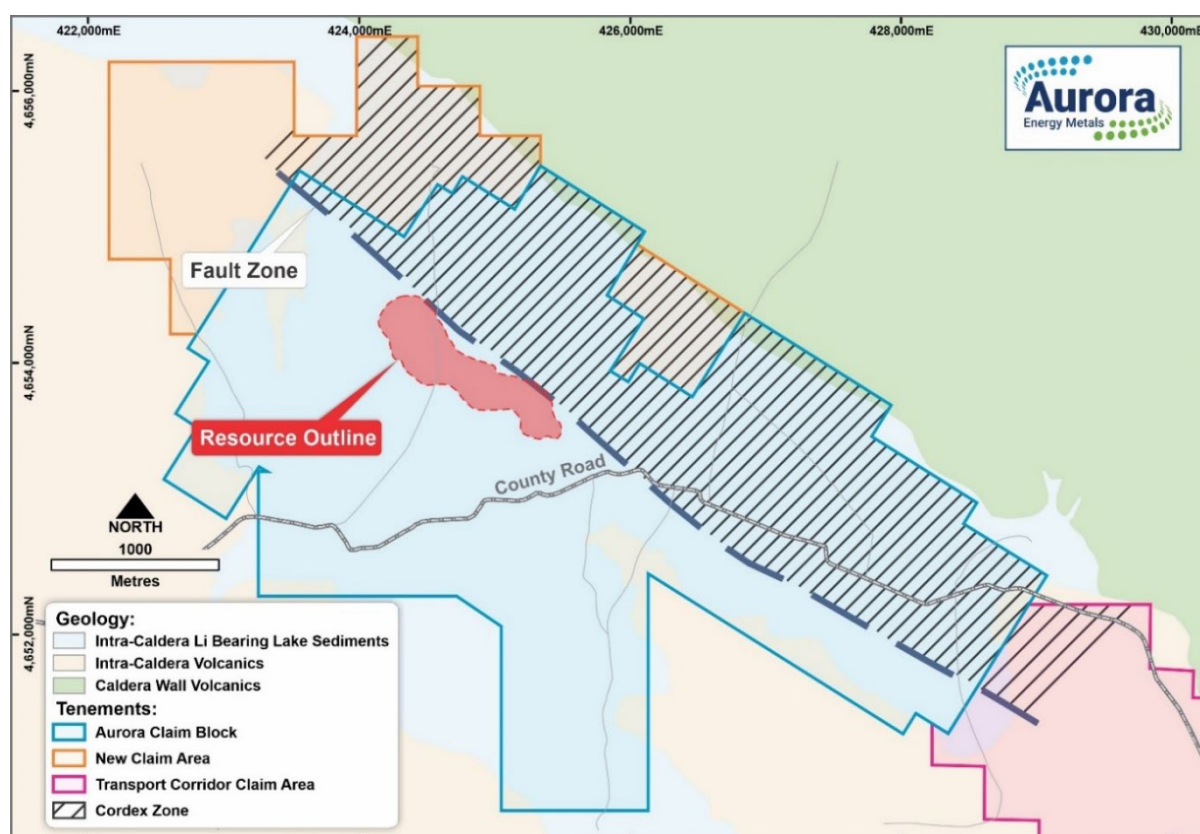 422,000mE
424,000mE
426,000mE
428,000mE
430,000mE
4,656,000mN
4,654,000mN
4,652,000mN
Aurora
Energy Metals
Fault Zone
Resource Outline
County Road
NORTH
1000
Metres
Geology:
Intra-Caldera Li Bearing Lake Sediments
Intra-Caldera Volcanics
Caldera Wall Volcanics
Tenements:
Aurora Claim Block
New Claim Area
Transport Corridor Claim Area
Cordex Zone